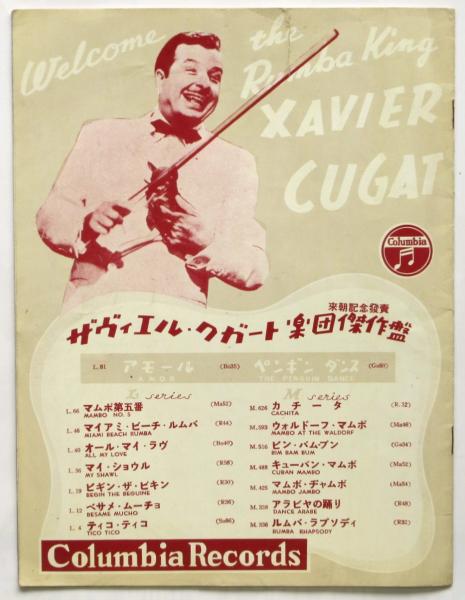 Welcome the
Rumba King
XAVIER
CUGAT
Columbia
来朝記念發賣
ザヴィエル・クガート楽団傑作盤
L.81 アモール (Bo35) ペンギン ダンス (Gu60)
AMOR THE PENGUIN DANCE
L series M series
L.66 マムボ第五番 (Ma52)
MAMBO NO. 5
L.46 マイアミ・ビーチ・ルムバ (R44)
MIAMI BEACH RUMBA
L.40 オール・マイ・ラヴ (Bo40)
ALL MY LOVE
L.36 マイ・ショウル (R38)
MY SHAWL
L.19 ビギン・ザ・ビギン (R30)
BEGIN THE BEGUINE
L.12 ベサメ・ムーチョ (R36)
BESAME MUCHO
L.4 ティコ・ティコ (Sa86)
TICO TICO
M.626 カチータ (R.32)
CACHITA
M.593 ウォルドーフ・マムボ (Ma46)
MAMBO AT THE WALDORF
M.516 ビン・バム・ブン (Gu34)
BIM BAM BUM
M.488 キューバン・マムボ (Ma52)
CUBAN MAMBO
M.425 マムボ・ヂャムボ (Ma54)
MAMBO JAMBO
アラビヤの踊り (R48)
DANCE ARABE
M.336 ルムバ・ラプソディ (R32)
RUMBA RHAPSODY
Columbia Records